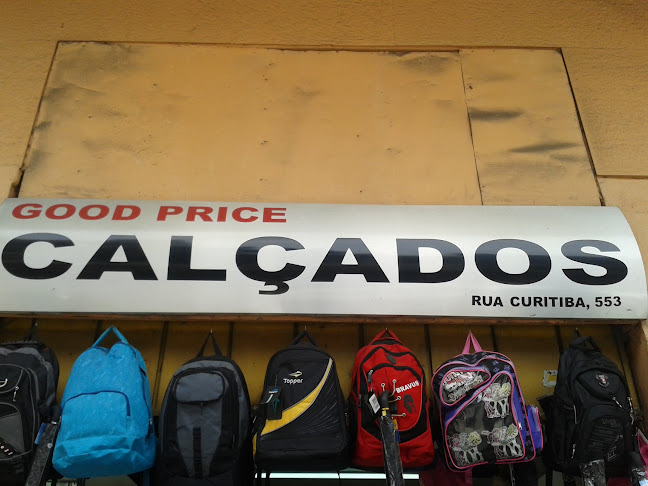 GOOD PRICE
CALÇADOS
RUA CURITIBA, 553
Topper
BRAVUS